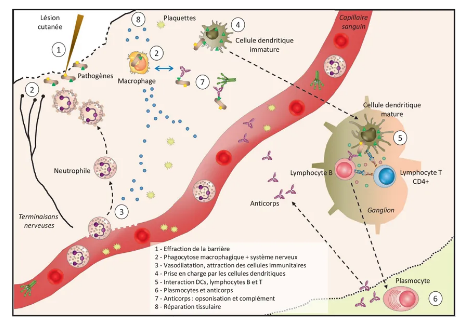 Lésion
cutanée
1
Pathogènes
2
8
Plaquettes
2
Macrophage
7
4
Cellule dendritique
immature
Capillaire
sanguin
Cellule dendritique
mature
5
Lymphocyte B
Lymphocyte T
CD4+
Ganglion
Neutrophile
3
Terminaisons
nerveuses
Anticorps
Plasmocyte
6
1 - Effraction de la barrière
2 - Phagocytose macrophagique + système nerveux
3 - Vasodilatation, attraction des cellules immunitaires
4 - Prise en charge par les cellules dendritiques
5 - Interaction DCs, lymphocytes B et T
6 - Plasmocytes et anticorps
7 - Anticorps : opsonisation et complément
8 - Réparation tissulaire